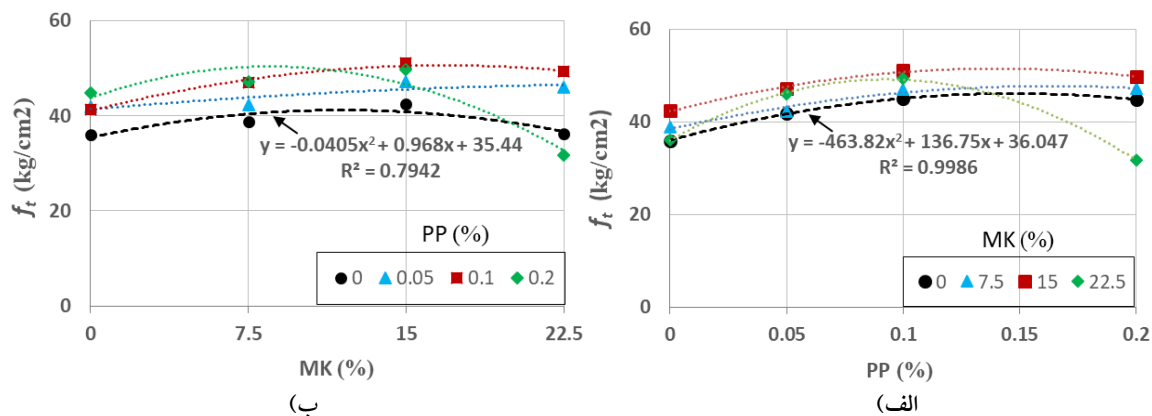 60
40
20
0
fₜ (kg/cm2)
y = -0.0405x² + 0.968x + 35.44
R² = 0.7942
PP (%)
0 0.05 0.1 0.2
0 7.5 15 22.5
MK (%)
ب)
60
40
20
0
fₜ (kg/cm2)
y = -463.82x² + 136.75x + 36.047
R² = 0.9986
MK (%)
0 7.5 15 22.5
0 0.05 0.1 0.15 0.2
PP (%)
الف)